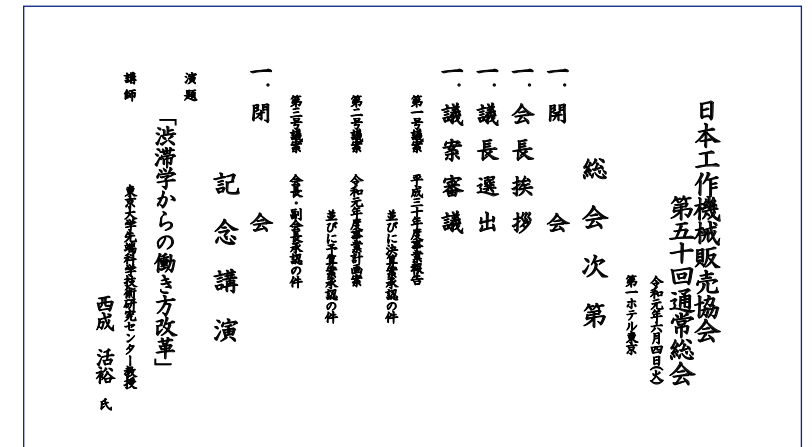 日本工作機械販売協会
第五十回通常総会
令和元年六月四日(火)
第一ホテル東京
総会次第
一.開会
一.会長挨拶
一.議長選出
一.議案審議
第一号議案 平成三十年度事業報告
並びに決算案承認の件
第二号議案 令和元年度事業計画案
並びに予算案承認の件
第三号議案 会長・副会長承認の件
一.閉会
記念講演
演題
「渋滞学からの働き方改革」
講師 東京大学先端科学技術研究センター教授
西成 活裕 氏